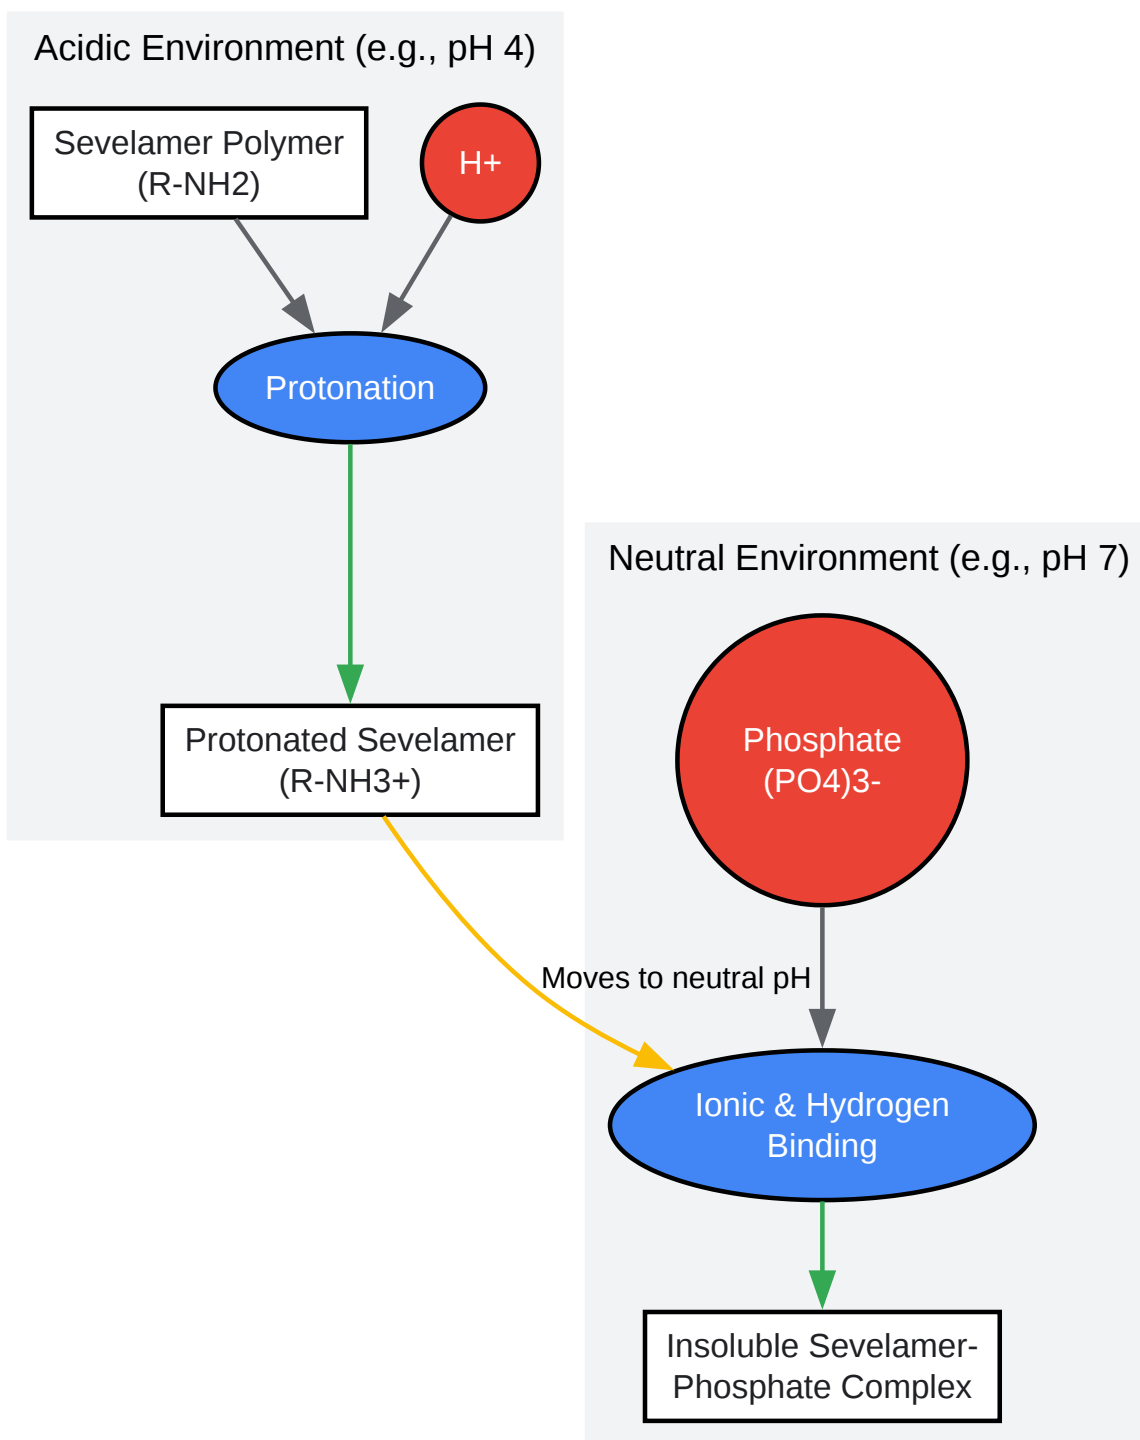 Acidic Environment (e.g., pH 4)
Sevelamer Polymer
(R-NH2)
H+
Protonation
Protonated Sevelamer
(R-NH3+)
Neutral Environment (e.g., pH 7)
Phosphate
(PO4)3-
Moves to neutral pH
Ionic & Hydrogen
Binding
Insoluble Sevelamer-
Phosphate Complex